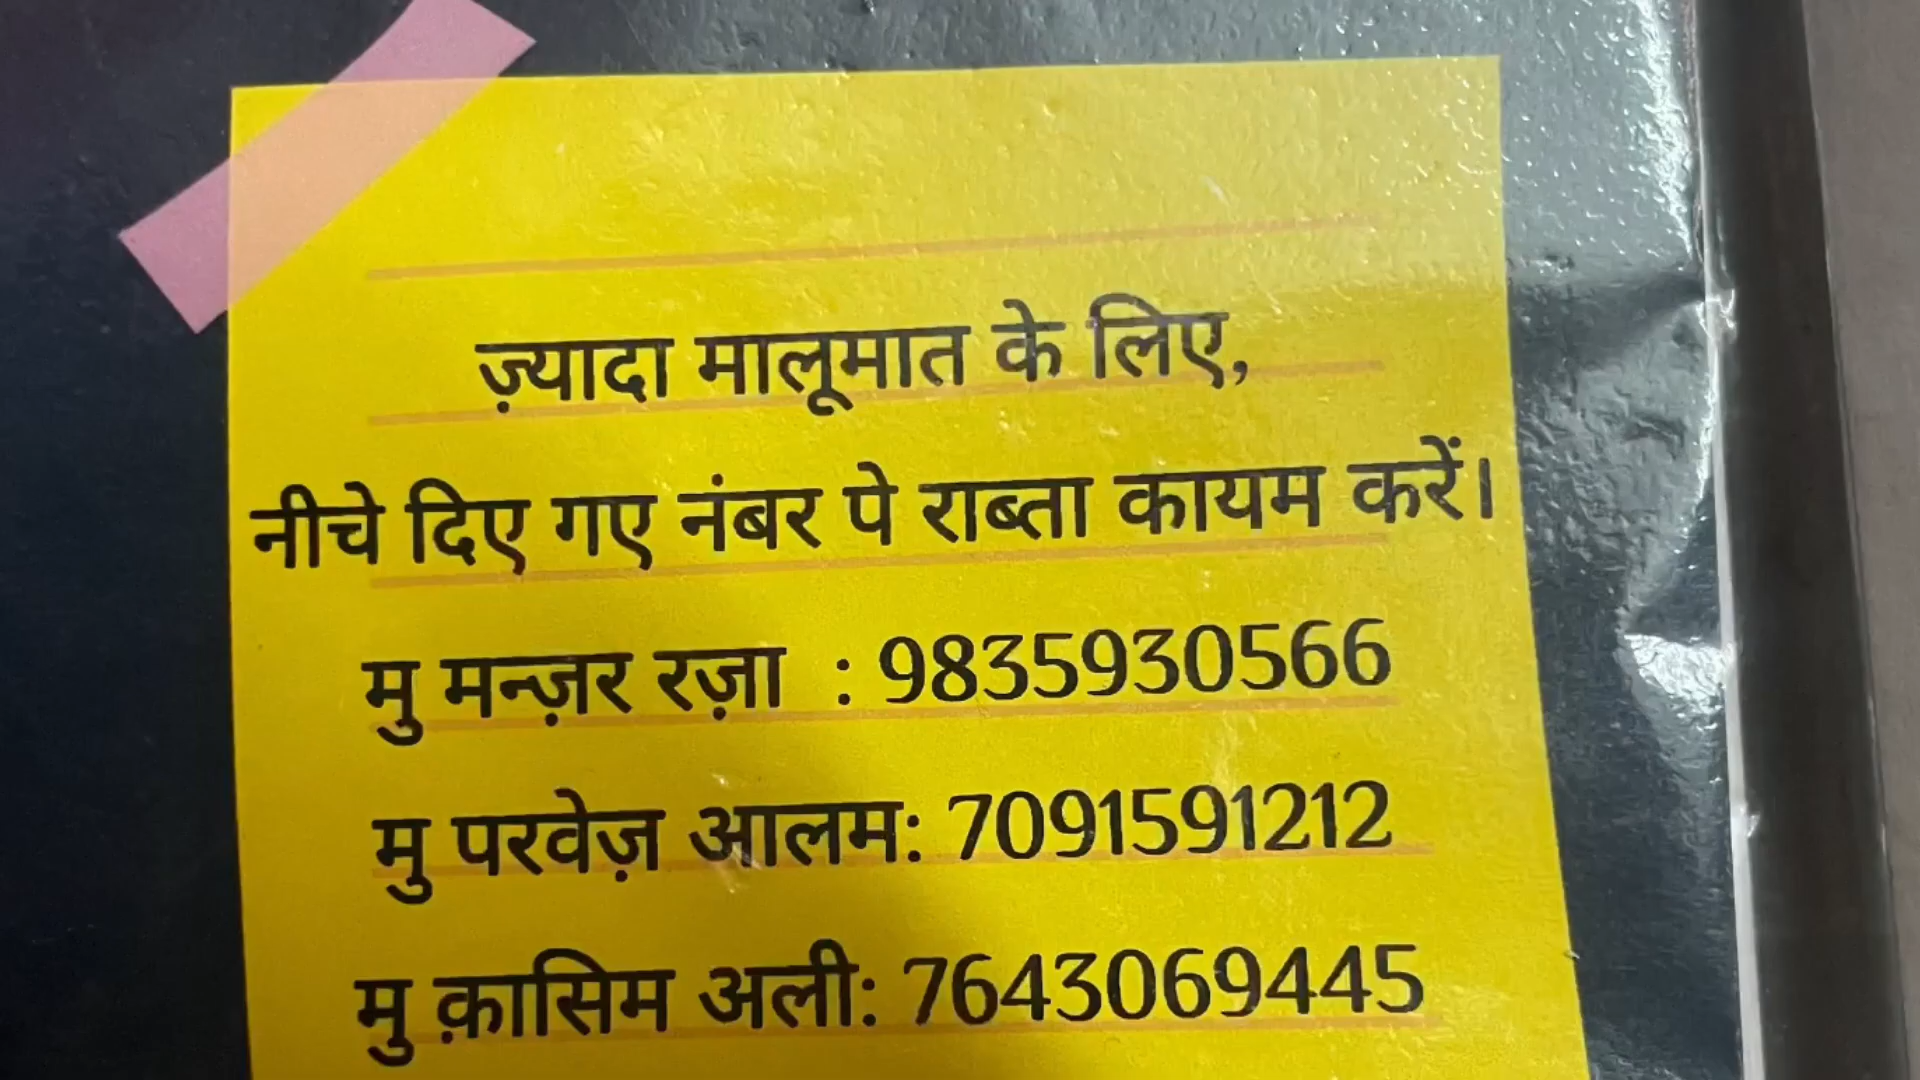 ज़्यादा मालूमात के लिए,
नीचे दिए गए नंबर पे राब्ता कायम करें।
मु मन्ज़र रज़ा : 9835930566
मु परवेज़ आलम: 7091591212
मु क़ासिम अली: 7643069445